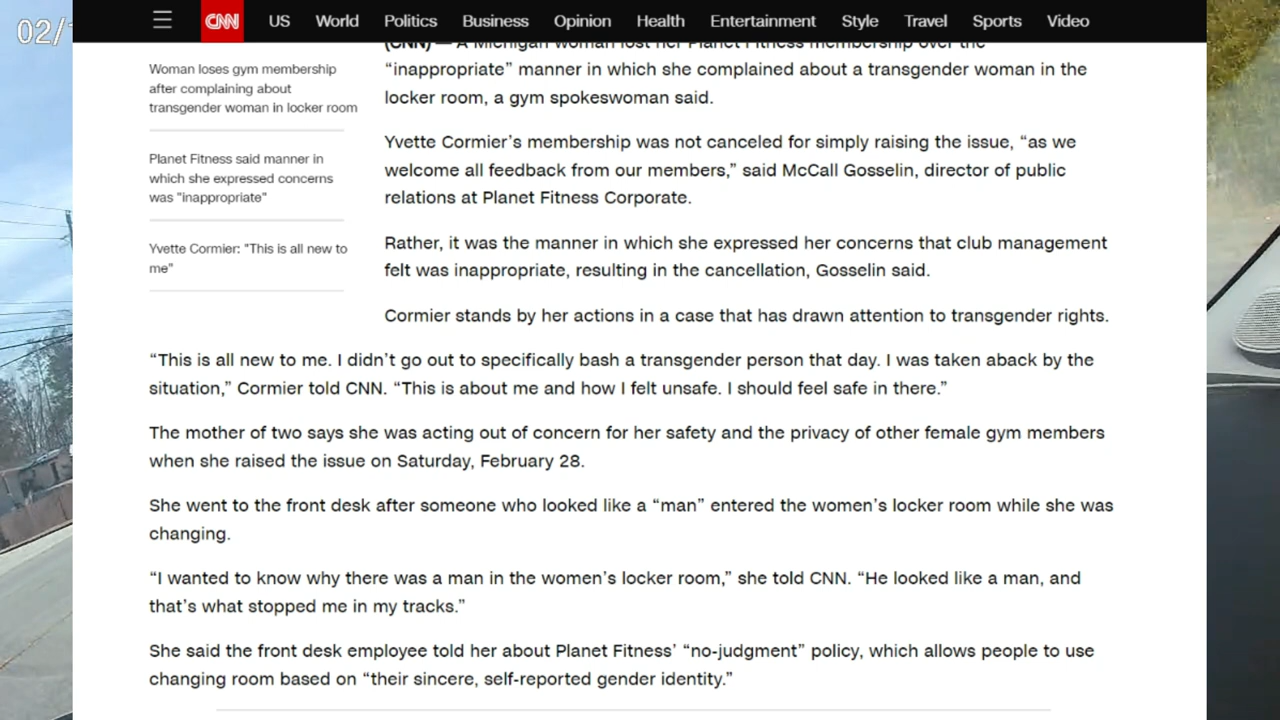 02/
CNN US World Politics Business Opinion Health Entertainment Style Travel Sports Video
Woman loses gym membership
after complaining about
transgender woman in locker room
Planet Fitness said manner in
which she expressed concerns
was "inappropriate"
Yvette Cormier: "This is all new to
me"
(CNN) — A Michigan woman lost her Planet Fitness membership over the
“inappropriate” manner in which she complained about a transgender woman in the
locker room, a gym spokeswoman said.
Yvette Cormier’s membership was not canceled for simply raising the issue, “as we
welcome all feedback from our members,” said McCall Gosselin, director of public
relations at Planet Fitness Corporate.
Rather, it was the manner in which she expressed her concerns that club management
felt was inappropriate, resulting in the cancellation, Gosselin said.
Cormier stands by her actions in a case that has drawn attention to transgender rights.
“This is all new to me. I didn’t go out to specifically bash a transgender person that day. I was taken aback by the
situation,” Cormier told CNN. “This is about me and how I felt unsafe. I should feel safe in there.”
The mother of two says she was acting out of concern for her safety and the privacy of other female gym members
when she raised the issue on Saturday, February 28.
She went to the front desk after someone who looked like a “man” entered the women’s locker room while she was
changing.
“I wanted to know why there was a man in the women’s locker room,” she told CNN. “He looked like a man, and
that’s what stopped me in my tracks.”
She said the front desk employee told her about Planet Fitness’ “no-judgment” policy, which allows people to use
changing room based on “their sincere, self-reported gender identity.”